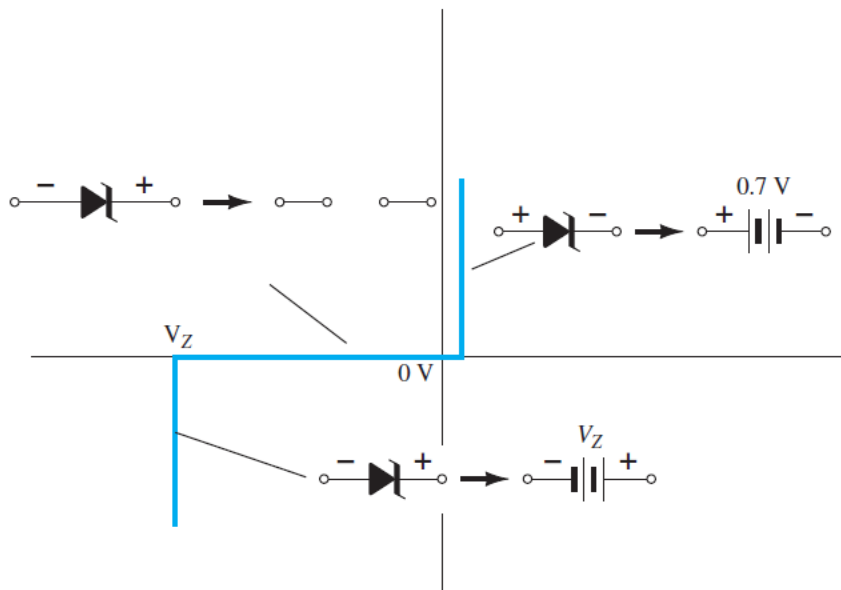 − +
0.7 V
+ − + −
V_Z
0 V
V_Z
− + − +